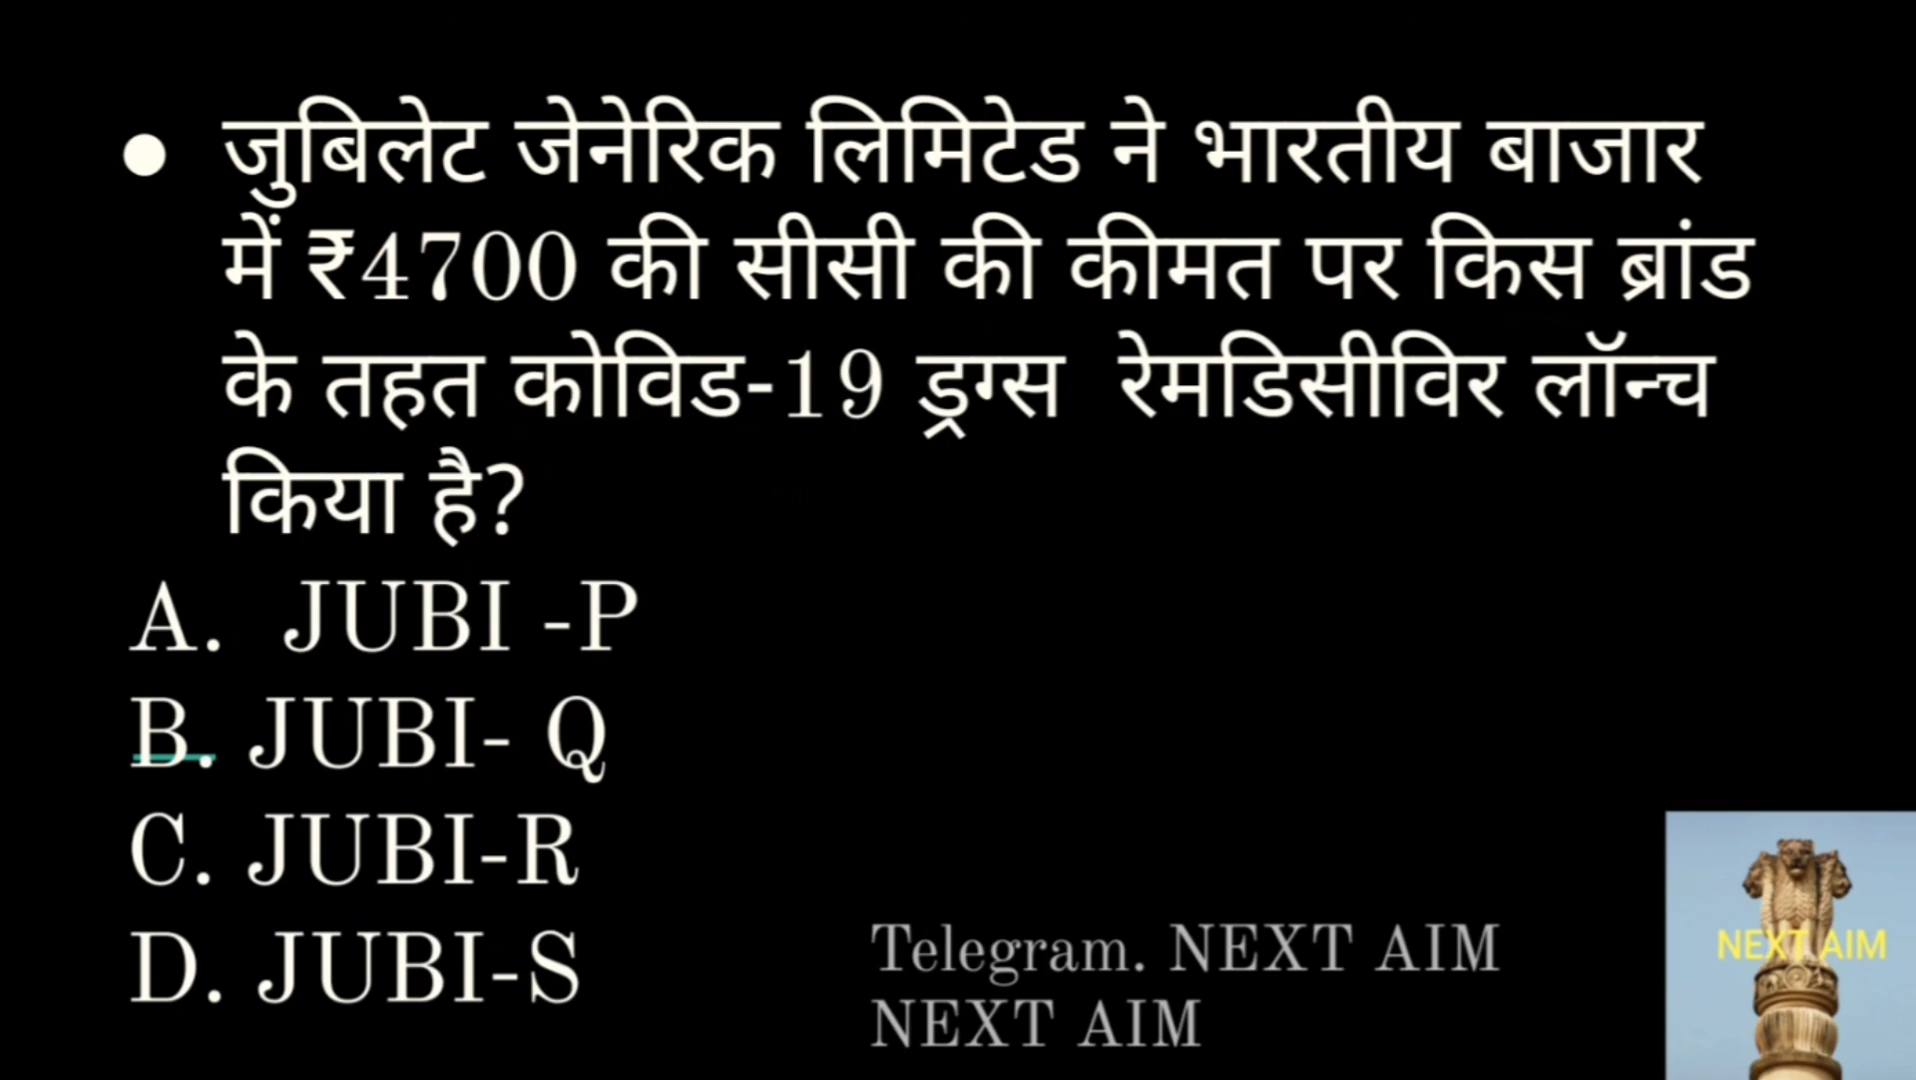 • जुबिलेट जेनेरिक लिमिटेड ने भारतीय बाजार
में ₹4700 की सीसी की कीमत पर किस ब्रांड
के तहत कोविड-19 ड्रग्स रेमडिसीविर लॉन्च
किया है?
A. JUBI -P
B. JUBI- Q
C. JUBI-R
D. JUBI-S
Telegram. NEXT AIM
NEXT AIM
NEXT AIM